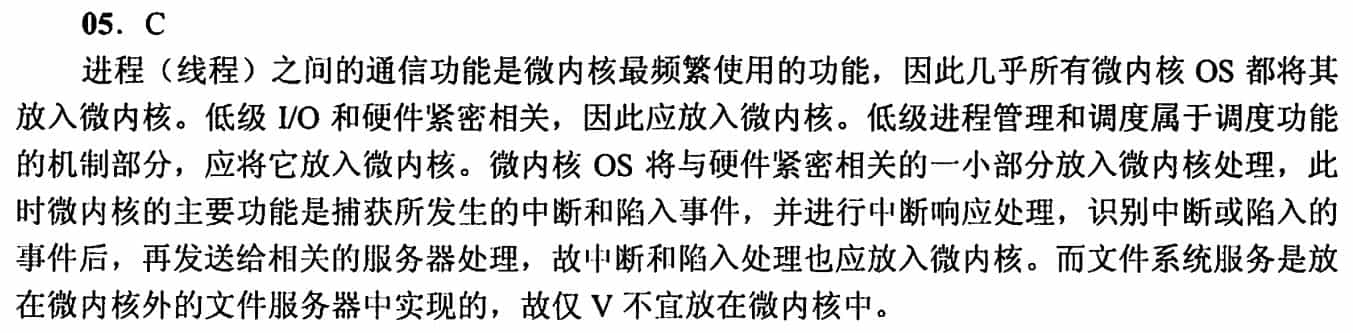 05. C
进程（线程）之间的通信功能是微内核最频繁使用的功能，因此几乎所有微内核 OS 都将其
放入微内核。低级 I/O 和硬件紧密相关，因此应放入微内核。低级进程管理和调度属于调度功能
的机制部分，应将它放入微内核。微内核 OS 将与硬件紧密相关的一小部分放入微内核处理，此
时微内核的主要功能是捕获所发生的中断和陷入事件，并进行中断响应处理，识别中断或陷入的
事件后，再发送给相关的服务器处理，故中断和陷入处理也应放入微内核。而文件系统服务是放
在微内核外的文件服务器中实现的，故仅 V 不宜放在微内核中。